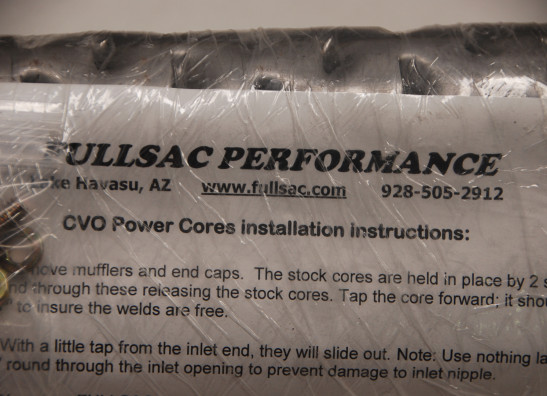 FULLSAC PERFORMANCE
Havasu, AZ www.fullsac.com 928-505-2912
CVO Power Cores installation instructions:
mufflers and end caps. The stock cores are held in place by 2
through these releasing the stock cores. Tap the core forward; it
to insure the welds are free.
With a little tap from the inlet end, they will slide out. Note: Use nothing
round through the inlet opening to prevent damage to inlet nipple.